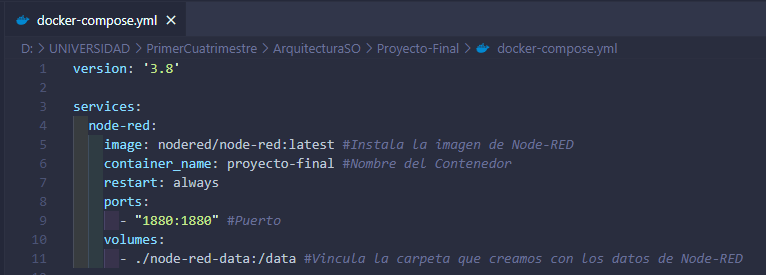 docker-compose.yml ×
D: > UNIVERSIDAD > PrimerCuatrimestre > ArquitecturaSO > Proyecto-Final > docker-compose.yml
1 version: '3.8'
2
3 services:
4 node-red:
5 image: nodered/node-red:latest #Instala la imagen de Node-RED
6 container_name: proyecto-final #Nombre del Contenedor
7 restart: always
8 ports:
9 - "1880:1880" #Puerto
10 volumes:
11 - ./node-red-data:/data #Vincula la carpeta que creamos con los datos de Node-RED